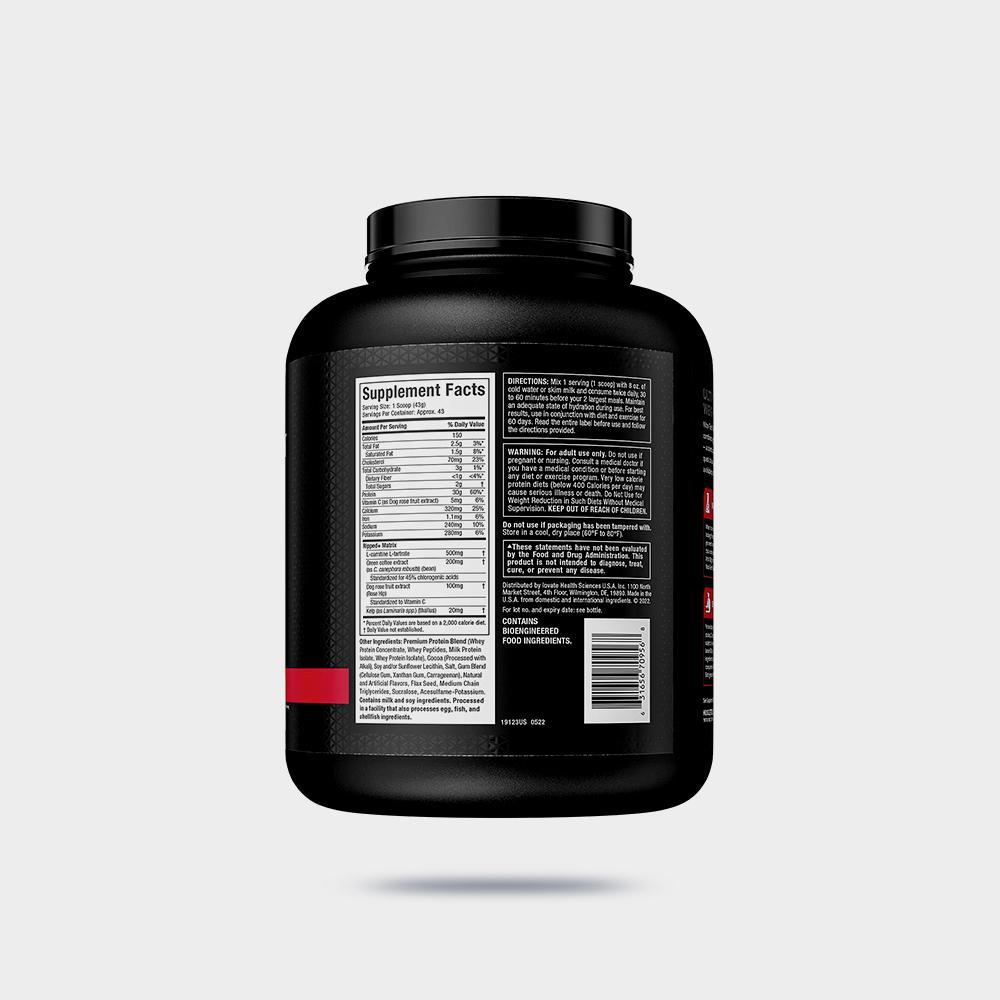 Supplement Facts
Serving Size: 1 Scoop (43g)
Servings Per Container: Approx. 43
Amount Per Serving % Daily Value
Calories 150
Total Fat 2.5g 3%*
Saturated Fat 1.5g 8%*
Cholesterol 70mg 23%
Total Carbohydrate 3g 1%*
Dietary Fiber <1g <4%*
Total Sugars 2g †
Protein 30g 60%*
Vitamin C (as Dog rose fruit extract) 5mg 6%
Calcium 320mg 25%
Iron 1.1mg 6%
Sodium 240mg 10%
Potassium 280mg 6%
Ripped+ Matrix
L-carnitine L-tartrate 500mg †
Green coffee extract 200mg †
(as C. canephora robusta) (bean)
Standardized for 45% chlorogenic acids
Dog rose fruit extract 100mg †
(Rose Hip)
Standardized to Vitamin C
Kelp (as Laminaria spp.) (thallus) 20mg †
*Percent Daily Values are based on a 2,000 calorie diet.
† Daily Value not established.
Other Ingredients: Premium Protein Blend (Whey
Protein Concentrate, Whey Peptides, Milk Protein
Isolate, Whey Protein Isolate), Cocoa (Processed with
Alkali), Soy and/or Sunflower Lecithin, Salt, Gum Blend
(Cellulose Gum, Xanthan Gum, Carrageenan), Natural
and Artificial Flavors, Flax Seed, Medium Chain
Triglycerides, Sucralose, Acesulfame-Potassium.
Contains milk and soy ingredients. Processed
in a facility that also processes egg, fish, and
shellfish ingredients.
DIRECTIONS: Mix 1 serving (1 scoop) with 8 oz. of
cold water or skim milk and consume twice daily, 30
to 60 minutes before your 2 largest meals. Maintain
an adequate state of hydration during use. For best
results, use in conjunction with diet and exercise for
60 days. Read the entire label before use and follow
the directions provided.
WARNING: For adult use only. Do not use if
pregnant or nursing. Consult a medical doctor if
you have a medical condition or before starting
any diet or exercise program. Very low calorie
protein diets (below 400 Calories per day) may
cause serious illness or death. Do Not Use for
Weight Reduction in Such Diets Without Medical
Supervision. KEEP OUT OF REACH OF CHILDREN.
Do not use if packaging has been tampered with.
Store in a cool, dry place (60°F to 80°F).
▲These statements have not been evaluated
by the Food and Drug Administration. This
product is not intended to diagnose, treat,
cure, or prevent any disease.
Distributed by Iovate Health Sciences U.S.A. Inc. 1100 North
Market Street, 4th Floor, Wilmington, DE, 19890. Made in the
U.S.A. from domestic and international ingredients. © 2022.
For lot no. and expiry date: see bottle.
CONTAINS
BIOENGINEERED
FOOD INGREDIENTS.
6 31656 70956 8
19123US 0522